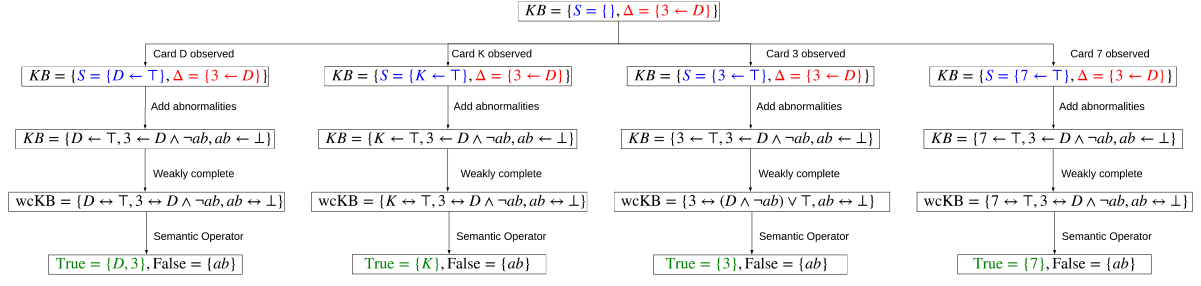 KB = {S = {}, Δ = {3 ← D}}
Card D observed Card K observed Card 3 observed Card 7 observed
KB = {S = {D ← ⊤}, Δ = {3 ← D}} KB = {S = {K ← ⊤}, Δ = {3 ← D}} KB = {S = {3 ← ⊤}, Δ = {3 ← D}} KB = {S = {7 ← ⊤}, Δ = {3 ← D}}
Add abnormalities Add abnormalities Add abnormalities Add abnormalities
KB = {D ← ⊤, 3 ← D ∧ ¬ab, ab ← ⊥} KB = {K ← ⊤, 3 ← D ∧ ¬ab, ab ← ⊥} KB = {3 ← ⊤, 3 ← D ∧ ¬ab, ab ← ⊥} KB = {7 ← ⊤, 3 ← D ∧ ¬ab, ab ← ⊥}
Weakly complete Weakly complete Weakly complete Weakly complete
wcKB = {D ↔ ⊤, 3 ↔ D ∧ ¬ab, ab ↔ ⊥} wcKB = {K ↔ ⊤, 3 ↔ D ∧ ¬ab, ab ↔ ⊥} wcKB = {3 ↔ (D ∧ ¬ab) ∨ ⊤, ab ↔ ⊥} wcKB = {7 ↔ ⊤, 3 ↔ D ∧ ¬ab, ab ↔ ⊥}
Semantic Operator Semantic Operator Semantic Operator Semantic Operator
True = {D, 3}, False = {ab} True = {K}, False = {ab} True = {3}, False = {ab} True = {7}, False = {ab}